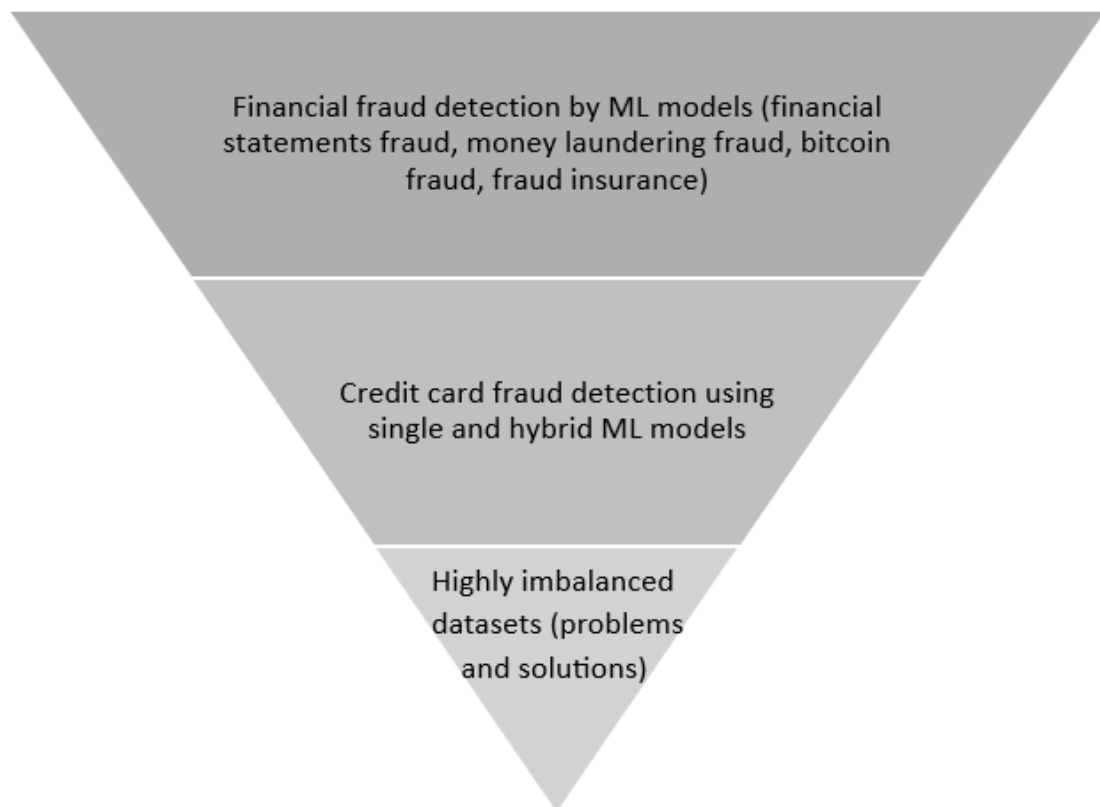 Financial fraud detection by ML models (financial
statements fraud, money laundering fraud, bitcoin
fraud, fraud insurance)
Credit card fraud detection using
single and hybrid ML models
Highly imbalanced
datasets (problems
and solutions)